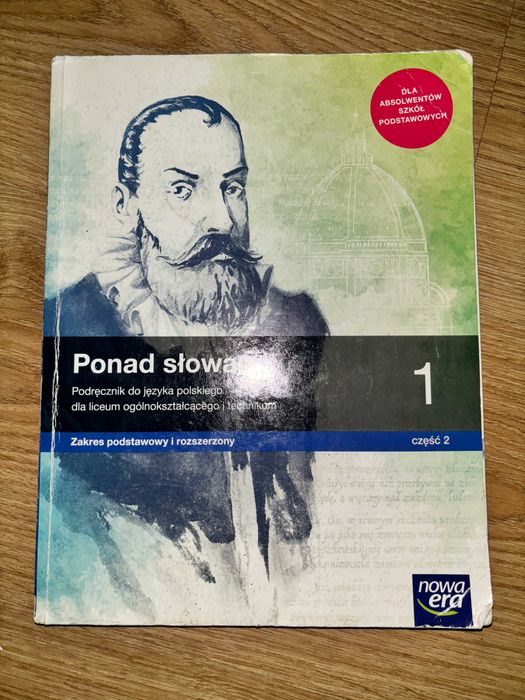 DLA
ABSOLWENTÓW
SZKÓŁ
PODSTAWOWYCH
Ponad słowa
1
Podręcznik do języka polskiego
dla liceum ogólnokształcącego i technikum
Zakres podstawowy i rozszerzony
część 2
nowa
era